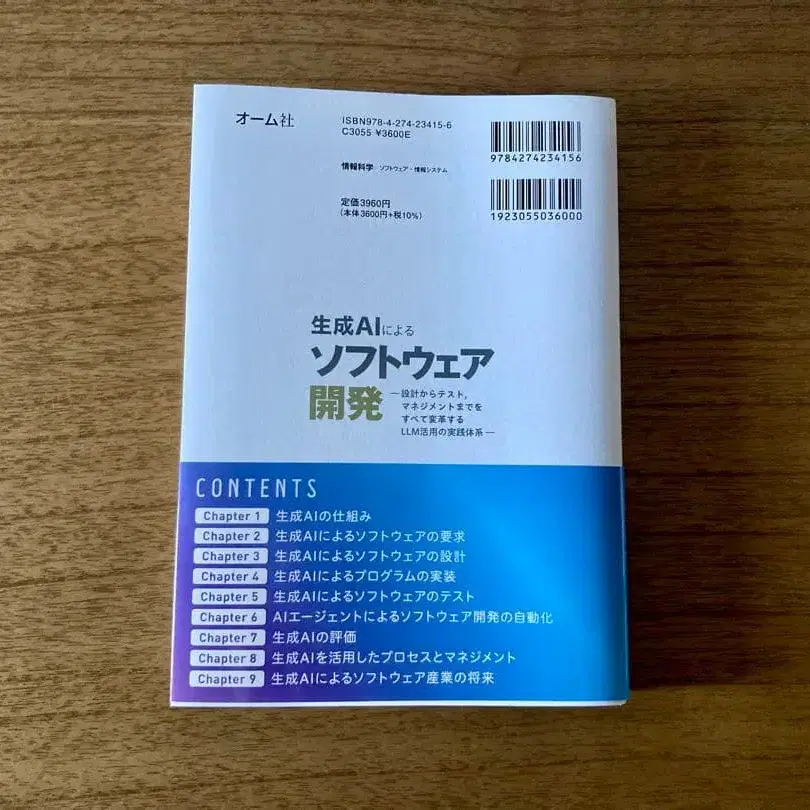 オーム社
ISBN978-4-274-23415-6
C3055 ¥3600E
情報科学 ソフトウェア・情報システム
定価3960円
(本体3600円+税10%)
9784274234156
1923055036000
生成AIによる
ソフトウェア
開発
―設計からテスト,
マネジメントまでを
すべて変革する
LLM活用の実践体系―
CONTENTS
Chapter 1 生成AIの仕組み
Chapter 2 生成AIによるソフトウェアの要求
Chapter 3 生成AIによるソフトウェアの設計
Chapter 4 生成AIによるプログラムの実装
Chapter 5 生成AIによるソフトウェアのテスト
Chapter 6 AIエージェントによるソフトウェア開発の自動化
Chapter 7 生成AIの評価
Chapter 8 生成AIを活用したプロセスとマネジメント
Chapter 9 生成AIによるソフトウェア産業の将来